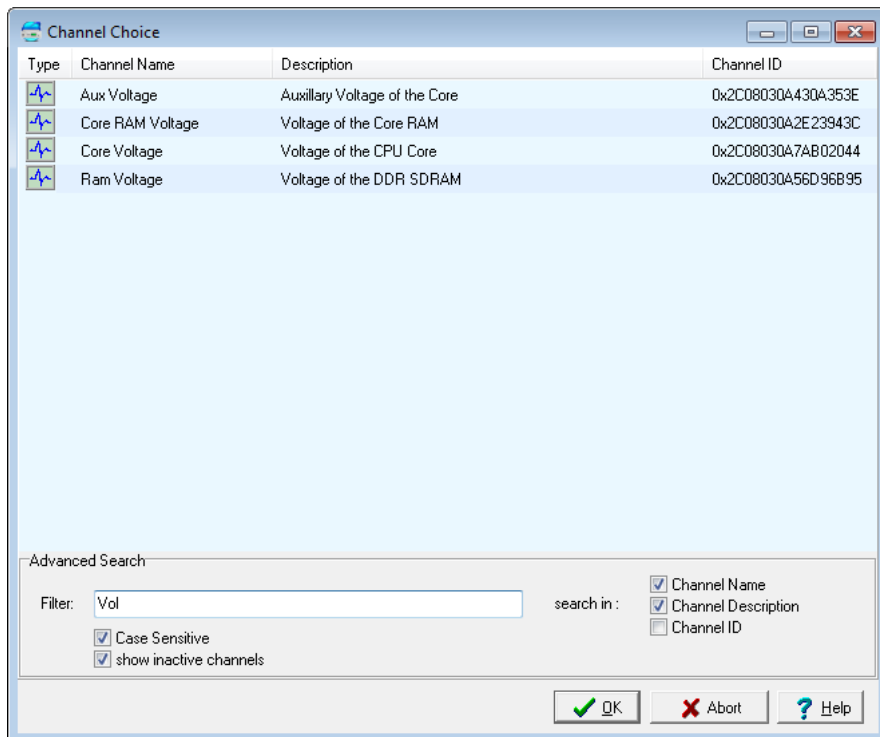 Channel Choice
Type Channel Name Description Channel ID
Aux Voltage Auxillary Voltage of the Core 0x2C08030A430A353E
Core RAM Voltage Voltage of the Core RAM 0x2C08030A2E23943C
Core Voltage Voltage of the CPU Core 0x2C08030A7AB02044
Ram Voltage Voltage of the DDR SDRAM 0x2C08030A56D96B95
Advanced Search
Channel Name
Filter: Vol search in : Channel Description
Channel ID
Case Sensitive
show inactive channels
OK Abort ? Help